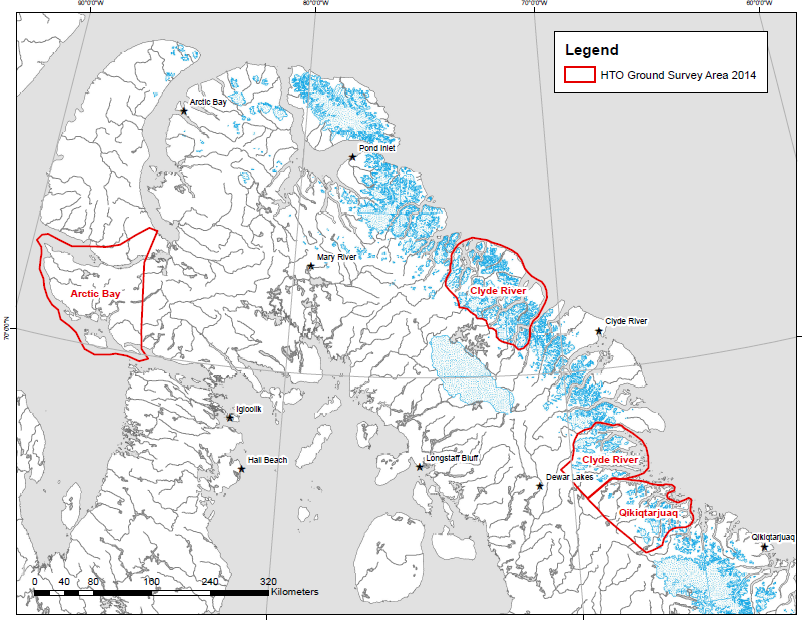 90°0'0"W
80°0'0"W
70°0'0"W
60°0'0"W
Legend
HTO Ground Survey Area 2014
Arctic Bay
Pond Inlet
Mary River
Arctic Bay
Clyde River
Clyde River
70°0'0"N
Igloolik
Hall Beach
Longstaff Bluff
Clyde River
Dewar Lakes
Qikiqtarjuaq
Qikiqtarjuaq
0 40 80 160 240 320
Kilometers